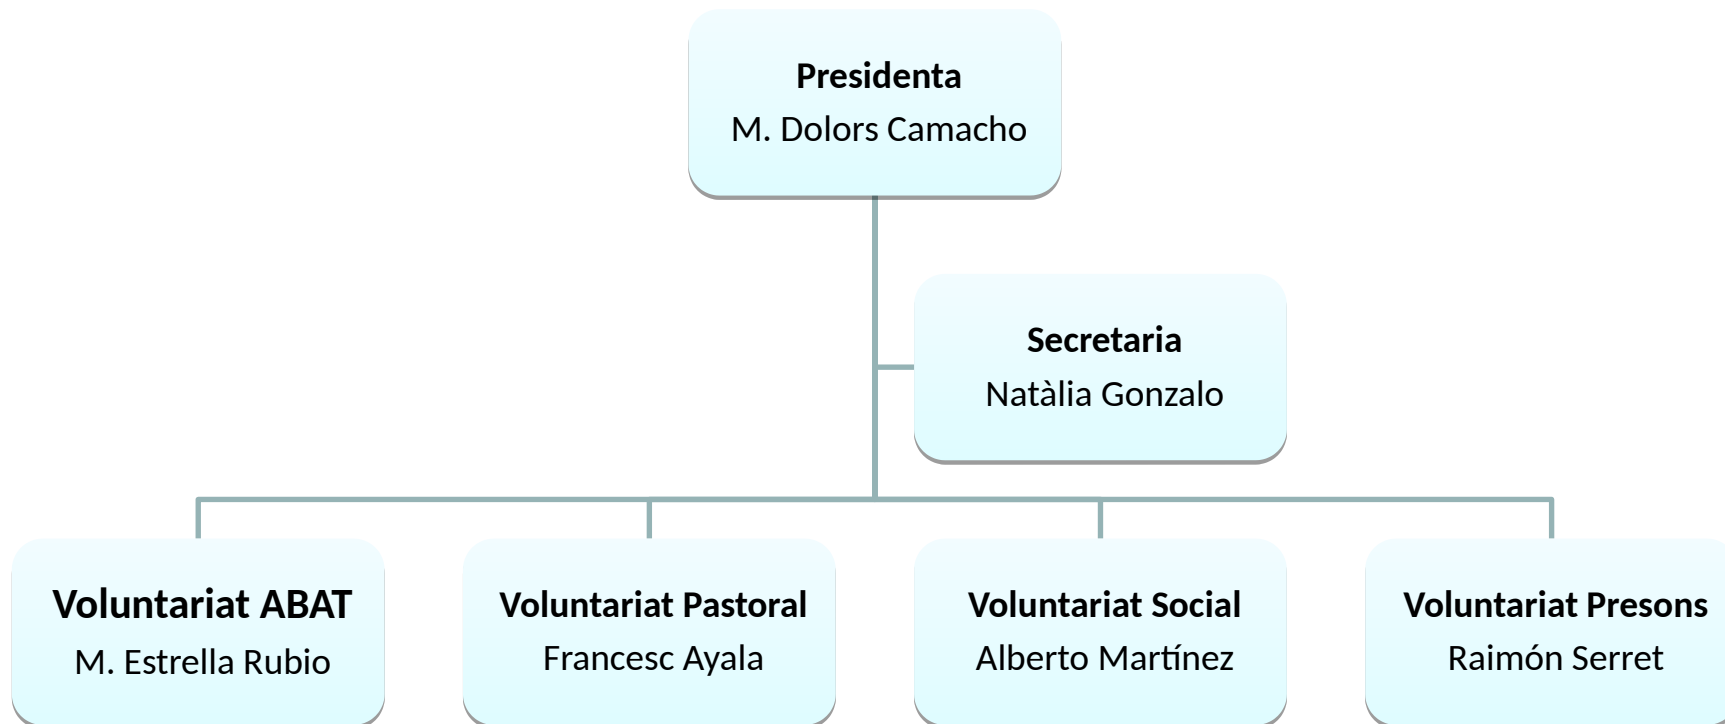 Presidenta
M. Dolors Camacho
Secretaria
Natàlia Gonzalo
Voluntariat ABAT
M. Estrella Rubio
Voluntariat Pastoral
Francesc Ayala
Voluntariat Social
Alberto Martínez
Voluntariat Presons
Raimón Serret